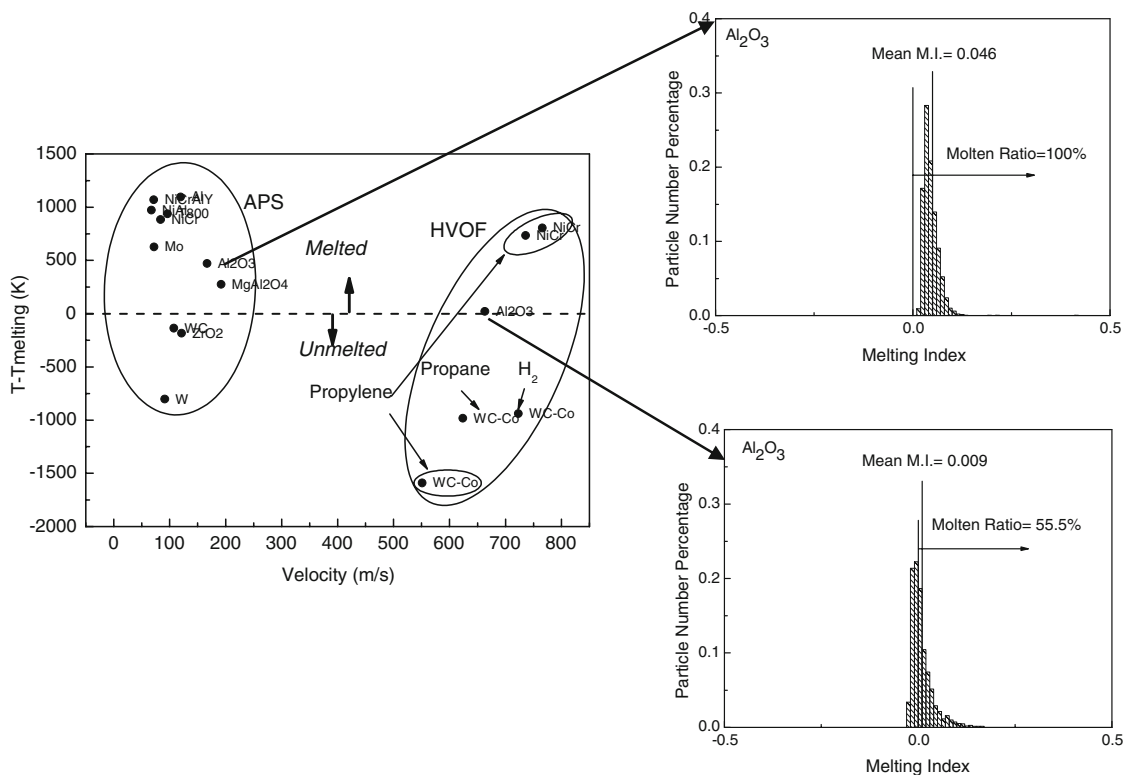 1500
1000
500
0
-500
-1000
-1500
-2000
T-Tmelting (K)
0 100 200 300 400 500 600 700 800
Velocity (m/s)
APS
Al
NiCrAlY
NiAl
T800
NiCr
Mo
Al2O3
MgAl2O4
WC
ZrO2
W
Melted
Unmelted
HVOF
NiCr
NiCr
Al2O3
Propylene
Propane
H2
WC-Co
WC-Co
WC-Co
Al2O3
Mean M.I.= 0.046
Molten Ratio=100%
0.4
0.3
0.2
0.1
0.0
Particle Number Percentage
-0.5 0.0 0.5
Melting Index
Al2O3
Mean M.I.= 0.009
Molten Ratio= 55.5%
0.4
0.3
0.2
0.1
0.0
Particle Number Percentage
-0.5 0.0 0.5
Melting Index